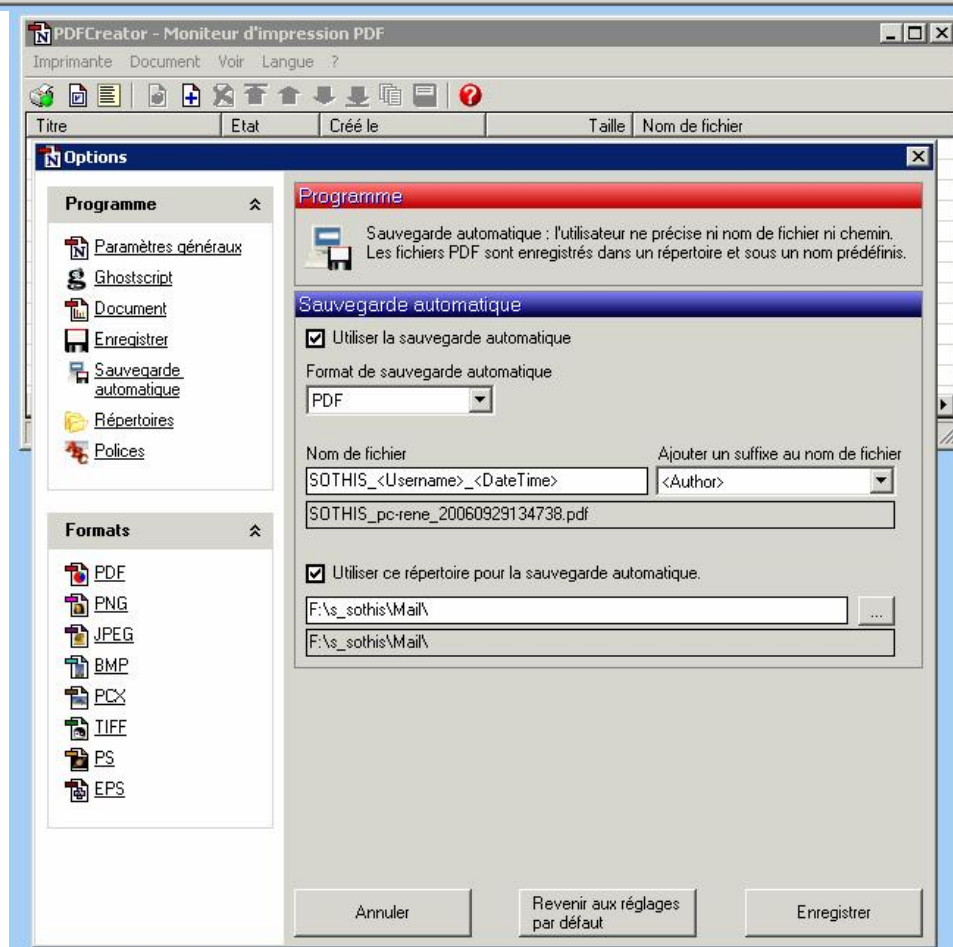 PDFCreator - Moniteur d'impression PDF
Imprimante Document Voir Langue ?
Titre Etat Créé le Taille Nom de fichier
Options
Programme
Paramètres généraux
Ghostscript
Document
Enregistrer
Sauvegarde
automatique
Répertoires
Polices
Formats
PDF
PNG
JPEG
BMP
PCX
TIFF
PS
EPS
Programme
Sauvegarde automatique : l'utilisateur ne précise ni nom de fichier ni chemin.
Les fichiers PDF sont enregistrés dans un répertoire et sous un nom prédéfinis.
Sauvegarde automatique
Utiliser la sauvegarde automatique
Format de sauvegarde automatique
PDF
Nom de fichier Ajouter un suffixe au nom de fichier
SOTHIS_<Username>_<DateTime> <Author>
SOTHIS_pc-rene_20060929134738.pdf
Utiliser ce répertoire pour la sauvegarde automatique.
F:\s_sothis\Mail\ ...
F:\s_sothis\Mail\
Annuler
Revenir aux réglages
par défaut
Enregistrer